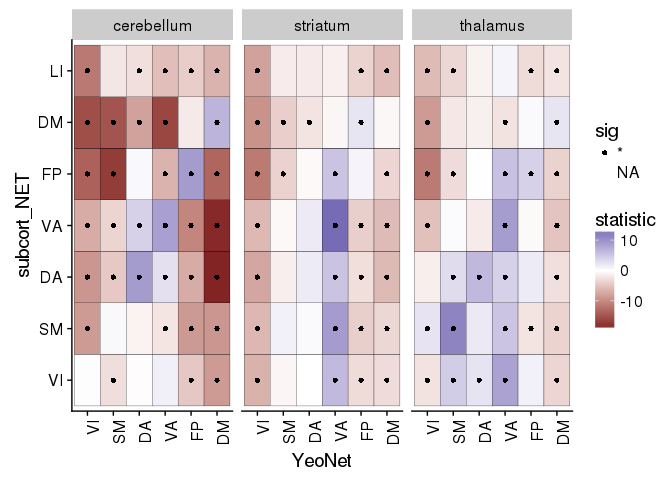 cerebellum striatum thalamus
LI
DM
FP
VA
DA
SM
VI
subcort_NET
VI SM DA VA FP DM VI SM DA VA FP DM VI SM DA VA FP DM
YeoNet
sig
*
NA
statistic
10
0
-10